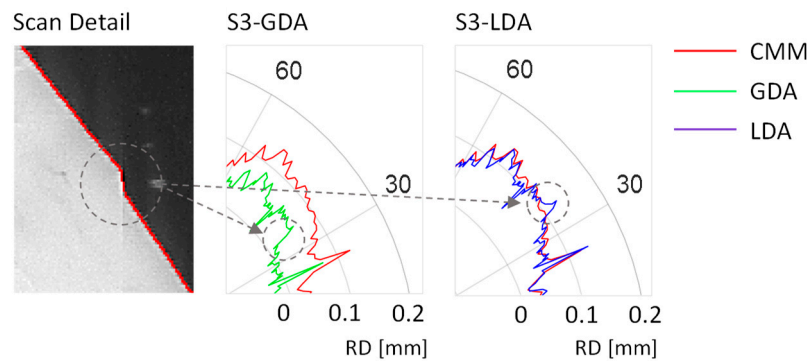 Scan Detail
S3-GDA
S3-LDA
60
30
0 0.1 0.2
RD [mm]
60
30
0 0.1 0.2
RD [mm]
CMM
GDA
LDA